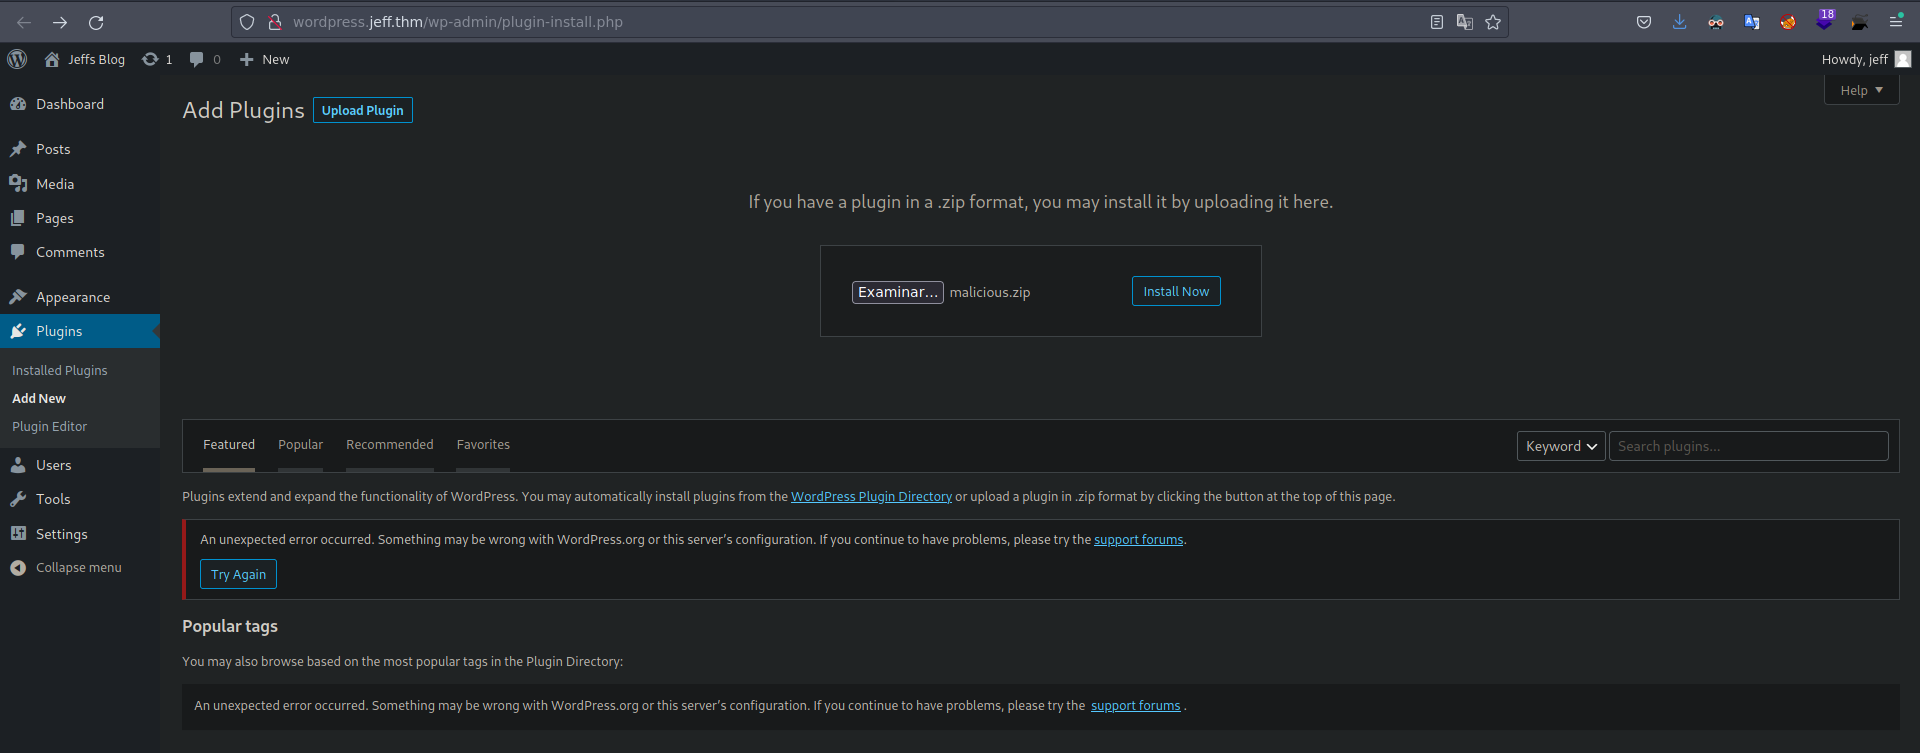 wordpress.jeff.thm/wp-admin/plugin-install.php
18
Jeffs Blog 1 0 New
Howdy, jeff
Dashboard
Posts
Media
Pages
Comments
Appearance
Plugins
Installed Plugins
Add New
Plugin Editor
Users
Tools
Settings
Collapse menu
Help
Add Plugins Upload Plugin
If you have a plugin in a .zip format, you may install it by uploading it here.
Examinar... malicious.zip Install Now
Featured Popular Recommended Favorites Keyword Search plugins...
Plugins extend and expand the functionality of WordPress. You may automatically install plugins from the WordPress Plugin Directory or upload a plugin in .zip format by clicking the button at the top of this page.
An unexpected error occurred. Something may be wrong with WordPress.org or this server’s configuration. If you continue to have problems, please try the support forums.
Try Again
Popular tags
You may also browse based on the most popular tags in the Plugin Directory:
An unexpected error occurred. Something may be wrong with WordPress.org or this server’s configuration. If you continue to have problems, please try the support forums .